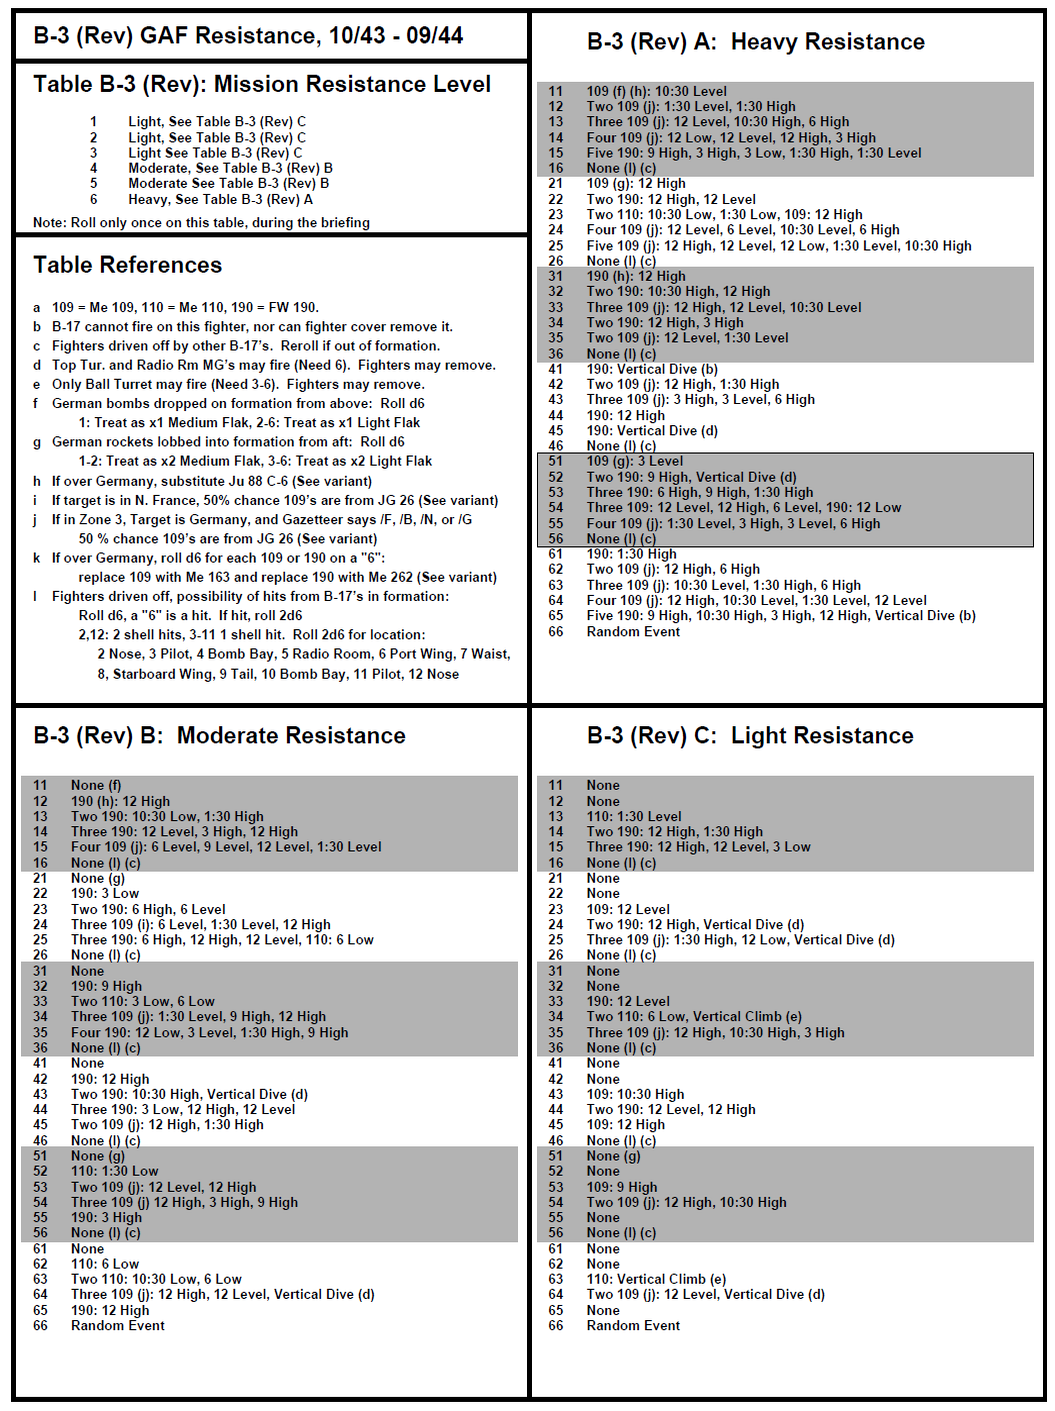 B-3 (Rev) GAF Resistance, 10/43 - 09/44
Table B-3 (Rev): Mission Resistance Level
1 Light, See Table B-3 (Rev) C
2 Light, See Table B-3 (Rev) C
3 Light See Table B-3 (Rev) C
4 Moderate, See Table B-3 (Rev) B
5 Moderate See Table B-3 (Rev) B
6 Heavy, See Table B-3 (Rev) A
Note: Roll only once on this table, during the briefing
Table References
a 109 = Me 109, 110 = Me 110, 190 = FW 190.
b B-17 cannot fire on this fighter, nor can fighter cover remove it.
c Fighters driven off by other B-17's. Reroll if out of formation.
d Top Tur. and Radio Rm MG's may fire (Need 6). Fighters may remove.
e Only Ball Turret may fire (Need 3-6). Fighters may remove.
f German bombs dropped on formation from above: Roll d6
1: Treat as x1 Medium Flak, 2-6: Treat as x1 Light Flak
g German rockets lobbed into formation from aft: Roll d6
1-2: Treat as x2 Medium Flak, 3-6: Treat as x2 Light Flak
h If over Germany, substitute Ju 88 C-6 (See variant)
i If target is in N. France, 50% chance 109's are from JG 26 (See variant)
j If in Zone 3, Target is Germany, and Gazetteer says /F, /B, /N, or /G
50 % chance 109's are from JG 26 (See variant)
k If over Germany, roll d6 for each 109 or 190 on a "6":
replace 109 with Me 163 and replace 190 with Me 262 (See variant)
l Fighters driven off, possibility of hits from B-17's in formation:
Roll d6, a "6" is a hit. If hit, roll 2d6
2,12: 2 shell hits, 3-11 1 shell hit. Roll 2d6 for location:
2 Nose, 3 Pilot, 4 Bomb Bay, 5 Radio Room, 6 Port Wing, 7 Waist,
8, Starboard Wing, 9 Tail, 10 Bomb Bay, 11 Pilot, 12 Nose
B-3 (Rev) A: Heavy Resistance
11 109 (f) (h): 10:30 Level
12 Two 109 (j): 1:30 Level, 1:30 High
13 Three 109 (j): 12 Level, 10:30 High, 6 High
14 Four 109 (j): 12 Low, 12 Level, 12 High, 3 High
15 Five 190: 9 High, 3 High, 3 Low, 1:30 High, 1:30 Level
16 None (l) (c)
21 109 (g): 12 High
22 Two 190: 12 High, 12 Level
23 Two 110: 10:30 Low, 1:30 Low, 109: 12 High
24 Four 109 (j): 12 Level, 6 Level, 10:30 Level, 6 High
25 Five 109 (j): 12 High, 12 Level, 12 Low, 1:30 Level, 10:30 High
26 None (l) (c)
31 190 (h): 12 High
32 Two 190: 10:30 High, 12 High
33 Three 109 (j): 12 High, 12 Level, 10:30 Level
34 Two 190: 12 High, 3 High
35 Two 109 (j): 12 Level, 1:30 Level
36 None (l) (c)
41 190: Vertical Dive (b)
42 Two 109 (j): 12 High, 1:30 High
43 Three 109 (j): 3 High, 3 Level, 6 High
44 190: 12 High
45 190: Vertical Dive (d)
46 None (l) (c)
51 109 (g): 3 Level
52 Two 190: 9 High, Vertical Dive (d)
53 Three 190: 6 High, 9 High, 1:30 High
54 Three 109: 12 Level, 12 High, 6 Level, 190: 12 Low
55 Four 109 (j): 1:30 Level, 3 High, 3 Level, 6 High
56 None (l) (c)
61 190: 1:30 High
62 Two 109 (j): 12 High, 6 High
63 Three 109 (j): 10:30 Level, 1:30 High, 6 High
64 Four 109 (j): 12 High, 10:30 Level, 1:30 Level, 12 Level
65 Five 190: 9 High, 10:30 High, 3 High, 12 High, Vertical Dive (b)
66 Random Event
B-3 (Rev) B: Moderate Resistance
11 None (f)
12 190 (h): 12 High
13 Two 190: 10:30 Low, 1:30 High
14 Three 190: 12 Level, 3 High, 12 High
15 Four 109 (j): 6 Level, 9 Level, 12 Level, 1:30 Level
16 None (l) (c)
21 None (g)
22 190: 3 Low
23 Two 190: 6 High, 6 Level
24 Three 109 (i): 6 Level, 1:30 Level, 12 High
25 Three 190: 6 High, 12 High, 12 Level, 110: 6 Low
26 None (l) (c)
31 None
32 190: 9 High
33 Two 110: 3 Low, 6 Low
34 Three 109 (j): 1:30 Level, 9 High, 12 High
35 Four 190: 12 Low, 3 Level, 1:30 High, 9 High
36 None (l) (c)
41 None
42 190: 12 High
43 Two 190: 10:30 High, Vertical Dive (d)
44 Three 190: 3 Low, 12 High, 12 Level
45 Two 109 (j): 12 High, 1:30 High
46 None (l) (c)
51 None (g)
52 110: 1:30 Low
53 Two 109 (j): 12 Level, 12 High
54 Three 109 (j) 12 High, 3 High, 9 High
55 190: 3 High
56 None (l) (c)
61 None
62 110: 6 Low
63 Two 110: 10:30 Low, 6 Low
64 Three 109 (j): 12 High, 12 Level, Vertical Dive (d)
65 190: 12 High
66 Random Event
B-3 (Rev) C: Light Resistance
11 None
12 None
13 110: 1:30 Level
14 Two 190: 12 High, 1:30 High
15 Three 190: 12 High, 12 Level, 3 Low
16 None (l) (c)
21 None
22 None
23 109: 12 Level
24 Two 190: 12 High, Vertical Dive (d)
25 Three 109 (j): 1:30 High, 12 Low, Vertical Dive (d)
26 None (l) (c)
31 None
32 None
33 190: 12 Level
34 Two 110: 6 Low, Vertical Climb (e)
35 Three 109 (j): 12 High, 10:30 High, 3 High
36 None (l) (c)
41 None
42 None
43 109: 10:30 High
44 Two 190: 12 Level, 12 High
45 109: 12 High
46 None (l) (c)
51 None (g)
52 None
53 109: 9 High
54 Two 109 (j): 12 High, 10:30 High
55 None
56 None (l) (c)
61 None
62 None
63 110: Vertical Climb (e)
64 Two 109 (j): 12 Level, Vertical Dive (d)
65 None
66 Random Event